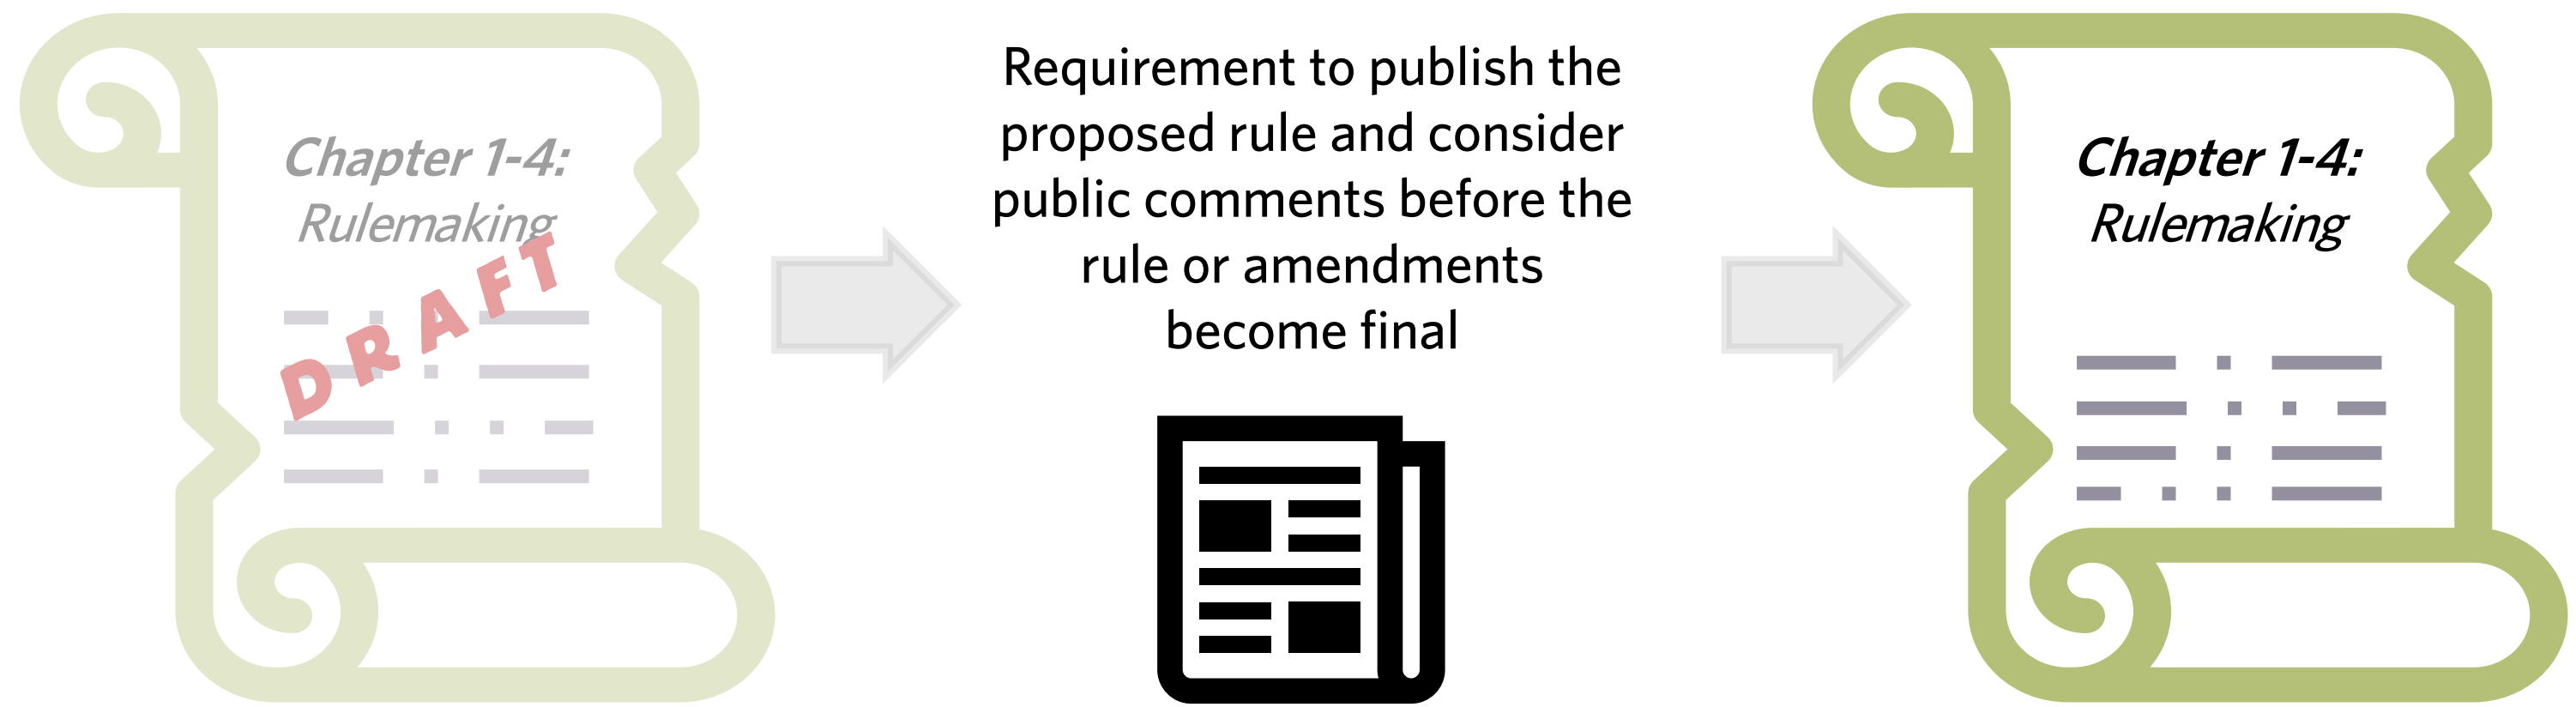 Chapter 1-4:
Rulemaking
DRAFT
Requirement to publish the
proposed rule and consider
public comments before the
rule or amendments
become final
Chapter 1-4:
Rulemaking